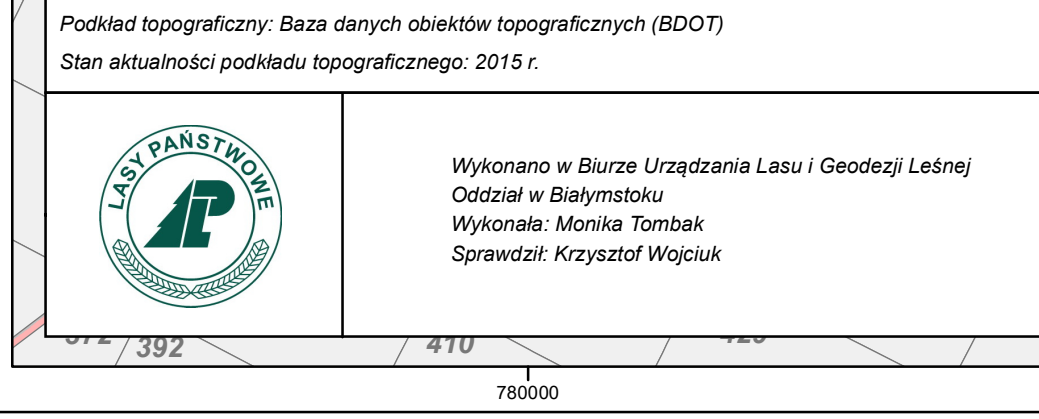 Podkład topograficzny: Baza danych obiektów topograficznych (BDOT)
Stan aktualności podkładu topograficznego: 2015 r.
LASY PAŃSTWOWE
LP
Wykonano w Biurze Urządzania Lasu i Geodezji Leśnej
Oddział w Białymstoku
Wykonała: Monika Tombak
Sprawdził: Krzysztof Wojciuk
392 410
780000